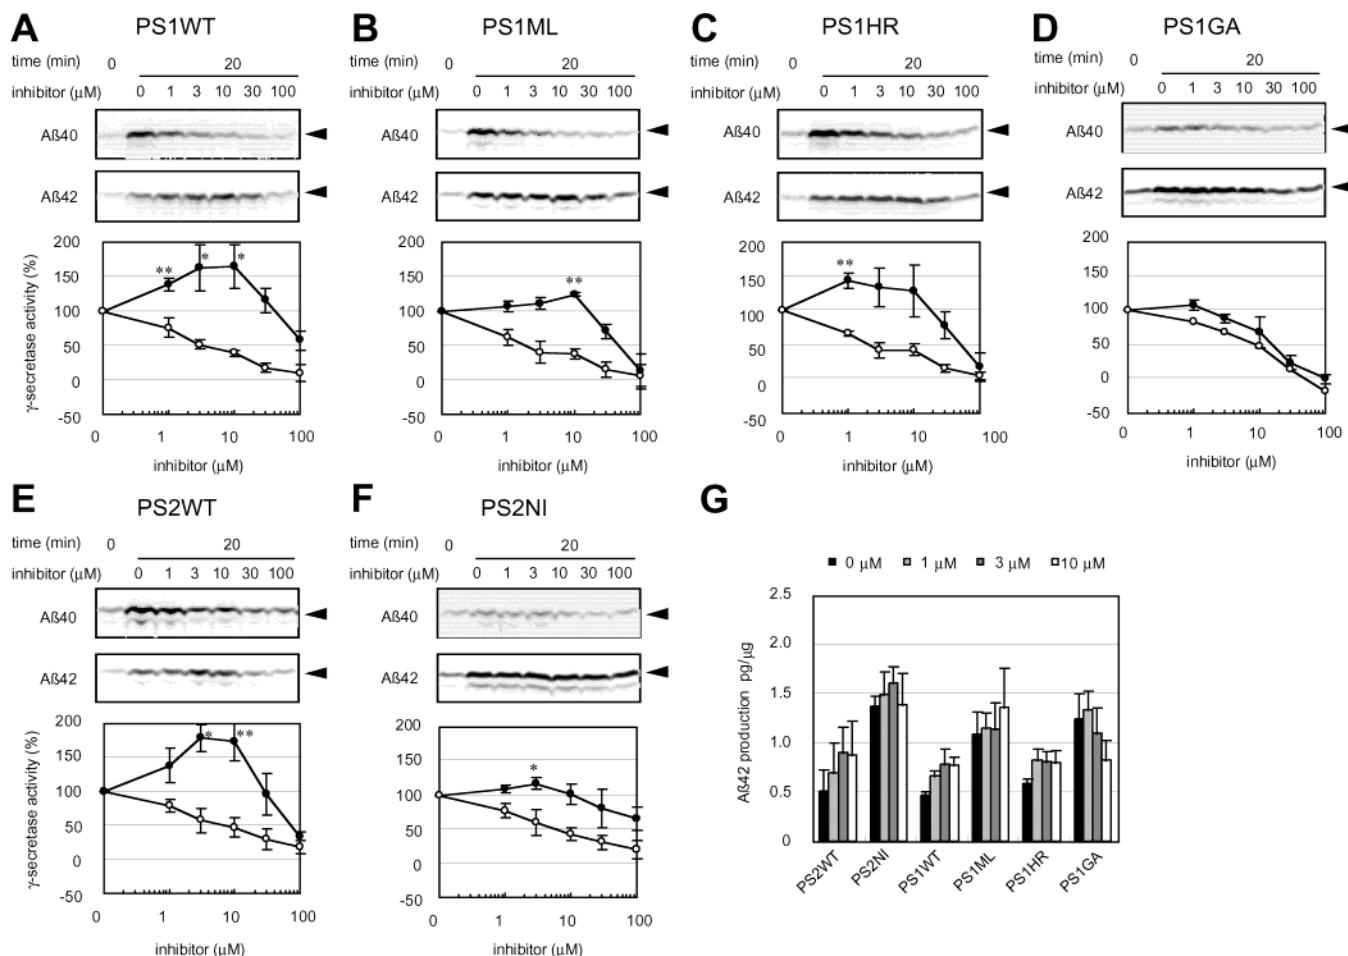 A PS1WT
time (min) 0 20
inhibitor (µM) 0 1 3 10 30 100
Aß40
Aß42
γ-secretase activity (%)
200
150
100
50
0
-50
** * *
0 1 10 100
inhibitor (µM)
B PS1ML
time (min) 0 20
inhibitor (µM) 0 1 3 10 30 100
Aß40
Aß42
200
150
100
50
0
-50
**
0 1 10 100
inhibitor (µM)
C PS1HR
time (min) 0 20
inhibitor (µM) 0 1 3 10 30 100
Aß40
Aß42
200
150
100
50
0
-50
**
0 1 10 100
inhibitor (µM)
D PS1GA
time (min) 0 20
inhibitor (µM) 0 1 3 10 30 100
Aß40
Aß42
200
150
100
50
0
-50
0 1 10 100
inhibitor (µM)
E PS2WT
time (min) 0 20
inhibitor (µM) 0 1 3 10 30 100
Aß40
Aß42
γ-secretase activity (%)
200
150
100
50
0
-50
* **
0 1 10 100
inhibitor (µM)
F PS2NI
time (min) 0 20
inhibitor (µM) 0 1 3 10 30 100
Aß40
Aß42
200
150
100
50
0
-50
*
0 1 10 100
inhibitor (µM)
G
0 µM 1 µM 3 µM 10 µM
Aß42 production pg/µg
2.5
2.0
1.5
1.0
0.5
0
PS2WT PS2NI PS1WT PS1ML PS1HR PS1GA